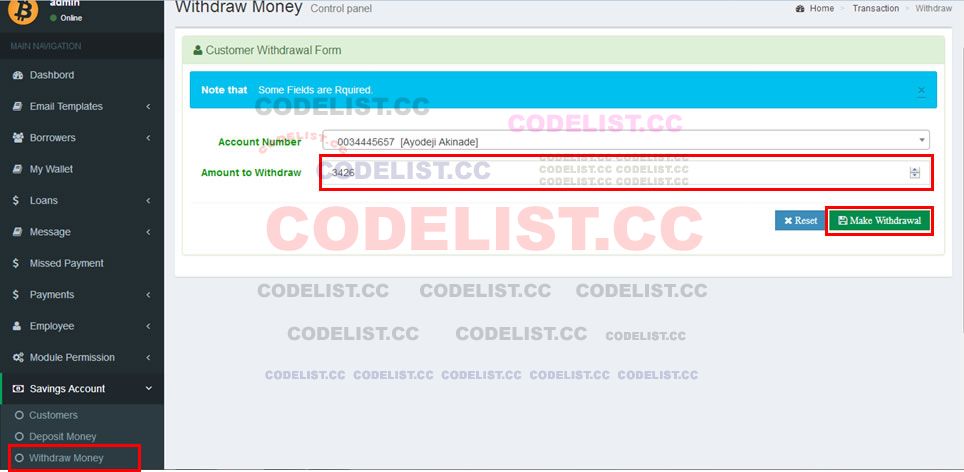 admin
Online
MAIN NAVIGATION
Dashbord
Email Templates
Borrowers
My Wallet
Loans
Message
Missed Payment
Payments
Employee
Module Permission
Savings Account
Customers
Deposit Money
Withdraw Money
Withdraw Money Control panel
Home > Transaction > Withdraw
Customer Withdrawal Form
Note that Some Fields are Rquired. ×
CODELIST.CC
CODELIST.CC
CODELIST.CC
Account Number 0034445657 [Ayodeji Akinade]
CODELIST.CC CODELIST.CC
CODELIST.CC CODELIST.CC
CODELIST.CC CODELIST.CC
Amount to Withdraw 3426
CODELIST.CC
CODELIST.CC
Reset Make Withdrawal
CODELIST.CC CODELIST.CC CODELIST.CC
CODELIST.CC CODELIST.CC CODELIST.CC
CODELIST.CC CODELIST.CC CODELIST.CC CODELIST.CC CODELIST.CC